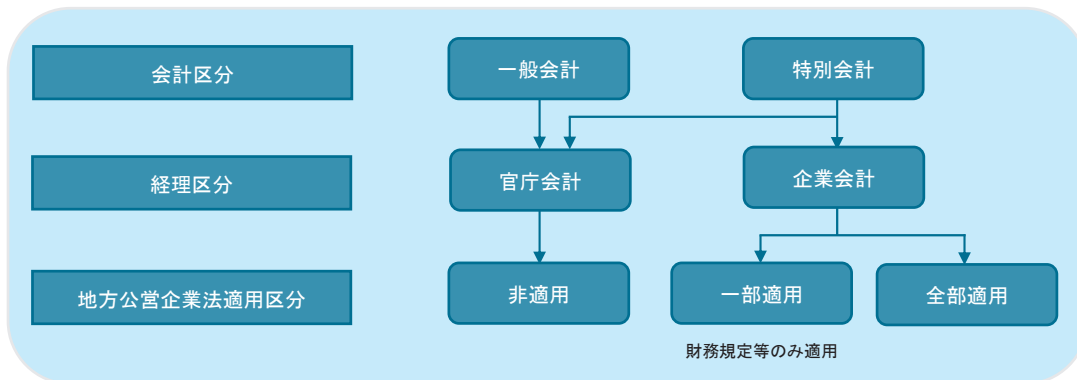 会計区分
一般会計
特別会計
経理区分
官庁会計
企業会計
地方公営企業法適用区分
非適用
一部適用
全部適用
財務規定等のみ適用